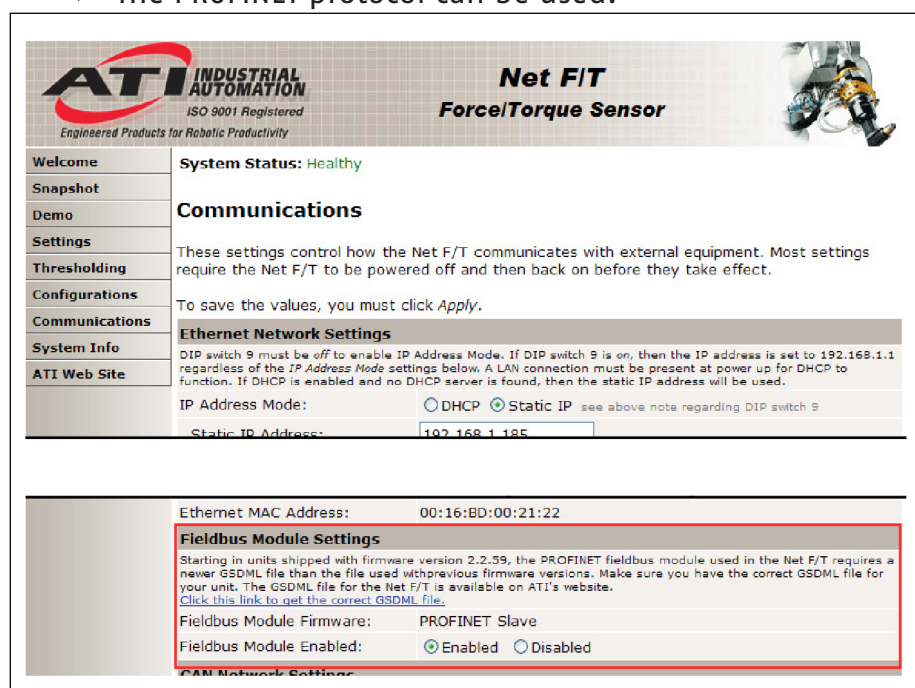 The PROFINET protocol can be used.
ATI INDUSTRIAL
AUTOMATION
ISO 9001 Registered
Engineered Products for Robotic Productivity
Net F/T
Force/Torque Sensor
Welcome
Snapshot
Demo
Settings
Thresholding
Configurations
Communications
System Info
ATI Web Site
System Status: Healthy
Communications
These settings control how the Net F/T communicates with external equipment. Most settings
require the Net F/T to be powered off and then back on before they take effect.
To save the values, you must click Apply.
Ethernet Network Settings
DIP switch 9 must be off to enable IP Address Mode. If DIP switch 9 is on, then the IP address is set to 192.168.1.1
regardless of the IP Address Mode settings below. A LAN connection must be present at power up for DHCP to
function. If DHCP is enabled and no DHCP server is found, then the static IP address will be used.
IP Address Mode: DHCP Static IP see above note regarding DIP switch 9
Static IP Address: 192.168.1.185
Ethernet MAC Address: 00:16:BD:00:21:22
Fieldbus Module Settings
Starting in units shipped with firmware version 2.2.59, the PROFINET fieldbus module used in the Net F/T requires a
newer GSDML file than the file used withprevious firmware versions. Make sure you have the correct GSDML file for
your unit. The GSDML file for the Net F/T is available on ATI's website.
Click this link to get the correct GSDML file.
Fieldbus Module Firmware: PROFINET Slave
Fieldbus Module Enabled: Enabled Disabled
CAN Network Settings